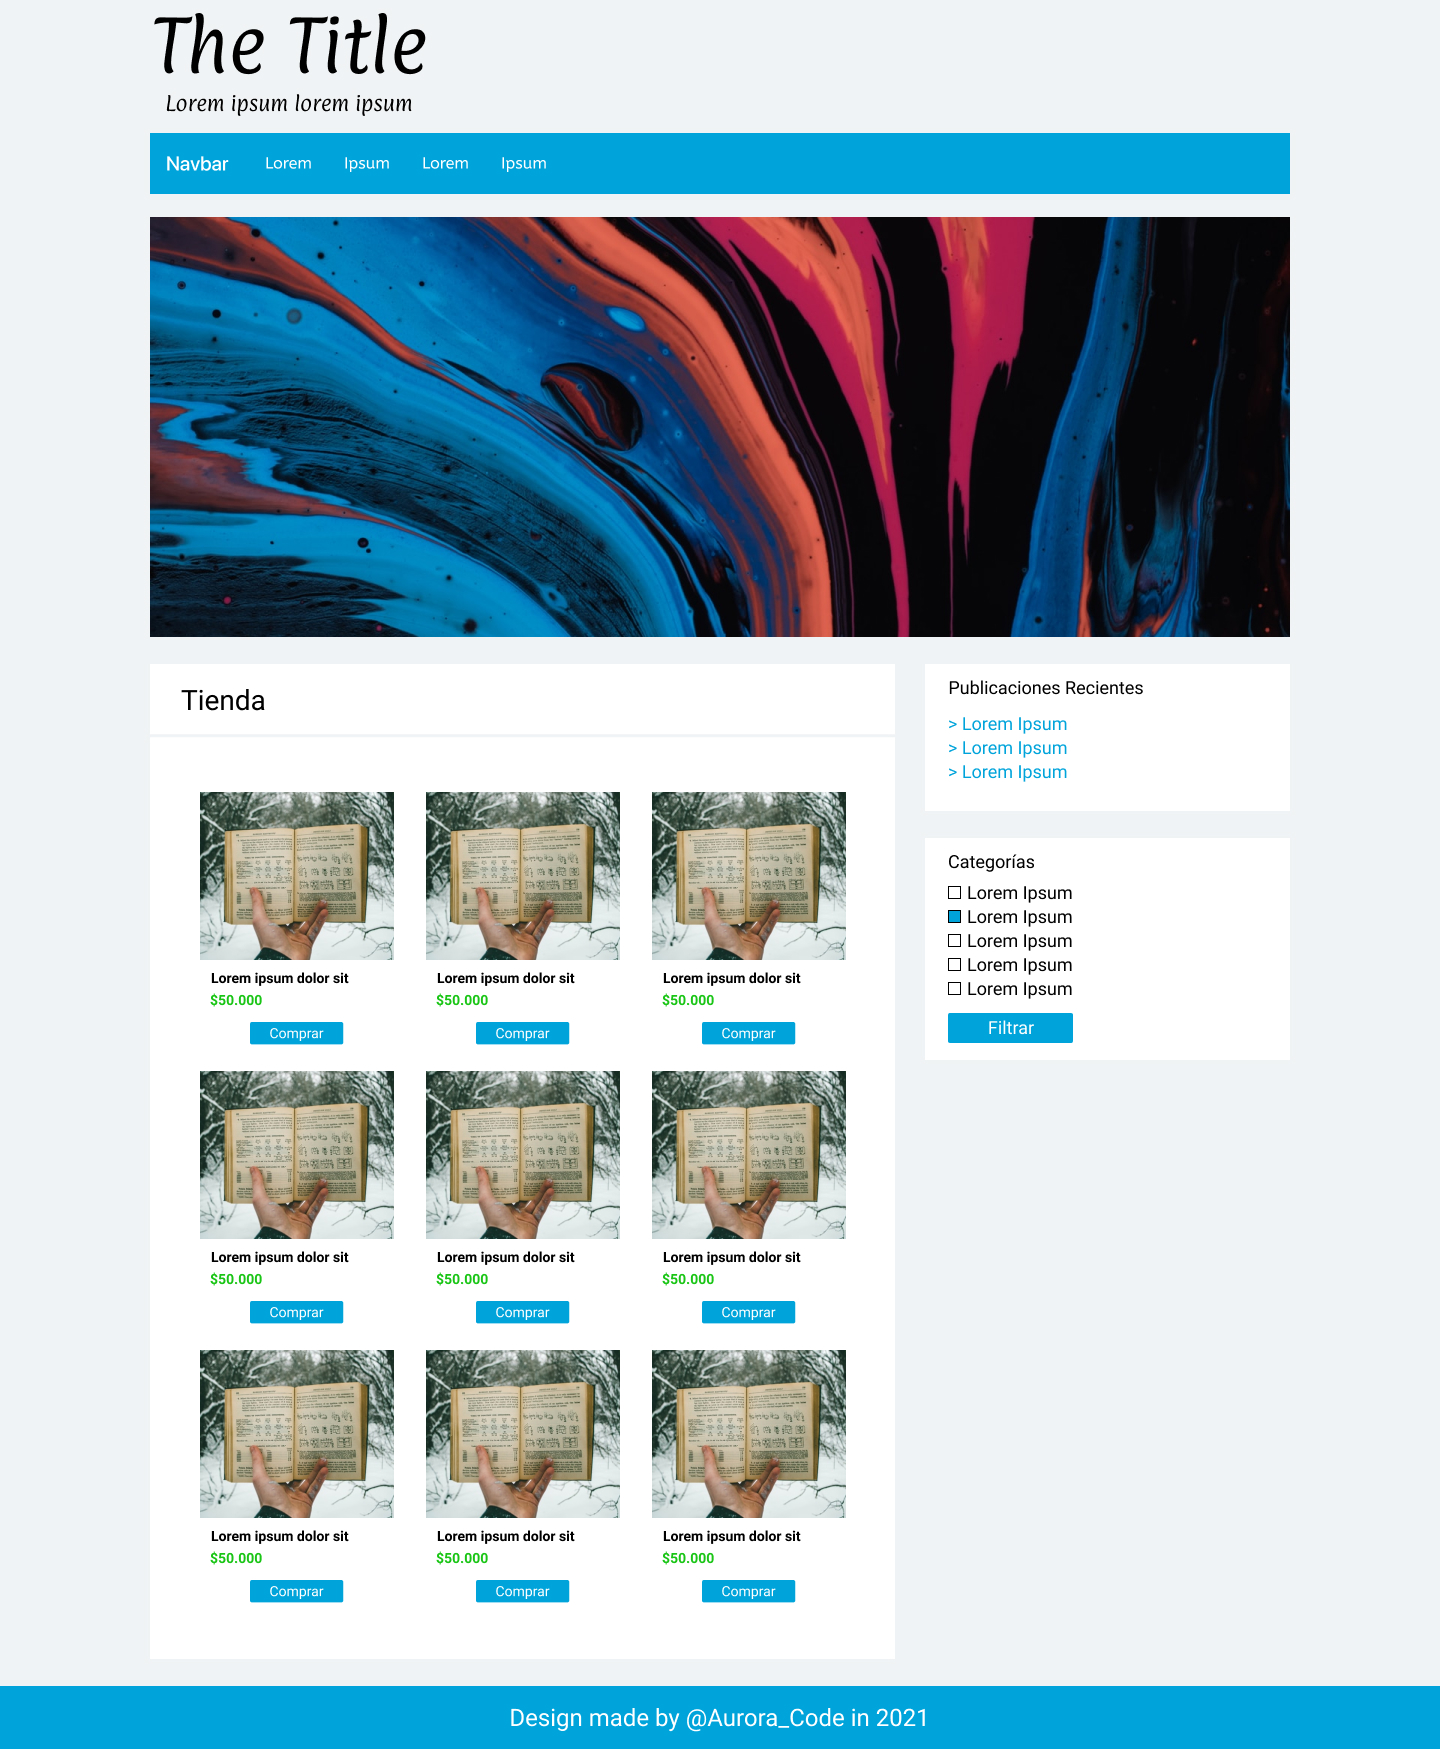 The Title
Lorem ipsum lorem ipsum
Navbar Lorem Ipsum Lorem Ipsum
Tienda
Lorem ipsum dolor sit Lorem ipsum dolor sit Lorem ipsum dolor sit
$50.000 $50.000 $50.000
Comprar Comprar Comprar
Lorem ipsum dolor sit Lorem ipsum dolor sit Lorem ipsum dolor sit
$50.000 $50.000 $50.000
Comprar Comprar Comprar
Lorem ipsum dolor sit Lorem ipsum dolor sit Lorem ipsum dolor sit
$50.000 $50.000 $50.000
Comprar Comprar Comprar
Publicaciones Recientes
> Lorem Ipsum
> Lorem Ipsum
> Lorem Ipsum
Categorías
Lorem Ipsum
Lorem Ipsum
Lorem Ipsum
Lorem Ipsum
Lorem Ipsum
Filtrar
Design made by @Aurora_Code in 2021